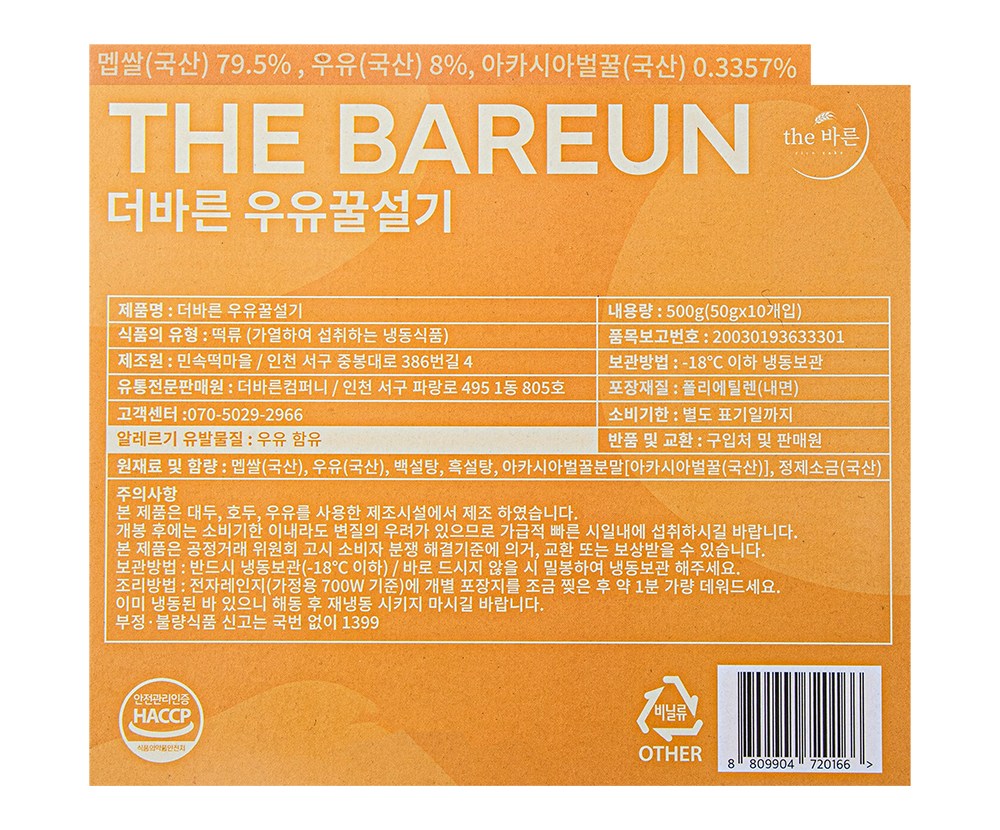 멥쌀(국산) 79.5% , 우유(국산) 8%, 아카시아벌꿀(국산) 0.3357%
THE BAREUN
the 바른
rice cake
더바른 우유꿀설기
제품명 : 더바른 우유꿀설기
내용량 : 500g(50gx10개입)
식품의 유형 : 떡류 (가열하여 섭취하는 냉동식품)
품목보고번호 : 20030193633301
제조원 : 민속떡마을 / 인천 서구 중봉대로 386번길 4
보관방법 : -18℃ 이하 냉동보관
유통전문판매원 : 더바른컴퍼니 / 인천 서구 파랑로 495 1동 805호
포장재질 : 폴리에틸렌(내면)
고객센터 :070-5029-2966
소비기한 : 별도 표기일까지
알레르기 유발물질 : 우유 함유
반품 및 교환 : 구입처 및 판매원
원재료 및 함량 : 멥쌀(국산), 우유(국산), 백설탕, 흑설탕, 아카시아벌꿀분말[아카시아벌꿀(국산)], 정제소금(국산)
주의사항
본 제품은 대두, 호두, 우유를 사용한 제조시설에서 제조 하였습니다.
개봉 후에는 소비기한 이내라도 변질의 우려가 있으므로 가급적 빠른 시일내에 섭취하시길 바랍니다.
본 제품은 공정거래 위원회 고시 소비자 분쟁 해결기준에 의거, 교환 또는 보상받을 수 있습니다.
보관방법 : 반드시 냉동보관(-18℃ 이하) / 바로 드시지 않을 시 밀봉하여 냉동보관 해주세요.
조리방법 : 전자레인지(가정용 700W 기준)에 개별 포장지를 조금 찢은 후 약 1분 가량 데워드세요.
이미 냉동된 바 있으니 해동 후 재냉동 시키지 마시길 바랍니다.
부정·불량식품 신고는 국번 없이 1399
안전관리인증
HACCP
식품의약품안전처
비닐류
OTHER
8 809904 720166 >